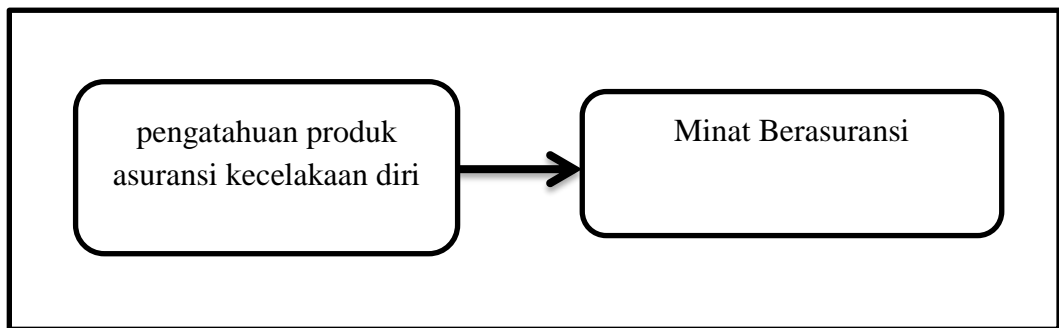 pengatahuan produk
asuransi kecelakaan diri
Minat Berasuransi